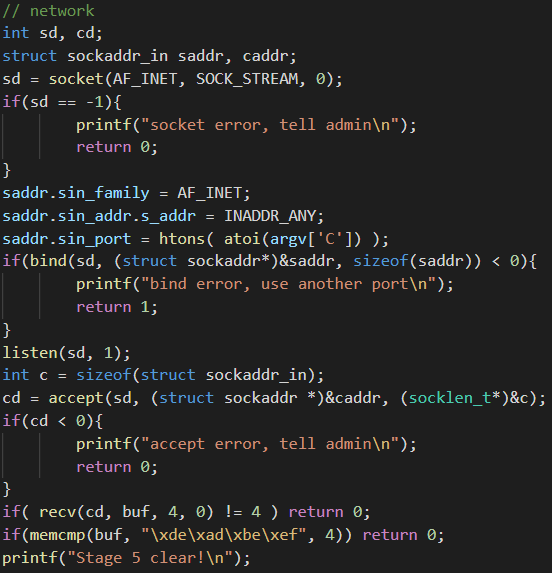 // network
int sd, cd;
struct sockaddr_in saddr, caddr;
sd = socket(AF_INET, SOCK_STREAM, 0);
if(sd == -1){
        printf("socket error, tell admin\n");
        return 0;
}
saddr.sin_family = AF_INET;
saddr.sin_addr.s_addr = INADDR_ANY;
saddr.sin_port = htons( atoi(argv['C']) );
if(bind(sd, (struct sockaddr*)&saddr, sizeof(saddr)) < 0){
        printf("bind error, use another port\n");
        return 1;
}
listen(sd, 1);
int c = sizeof(struct sockaddr_in);
cd = accept(sd, (struct sockaddr *)&caddr, (socklen_t*)&c);
if(cd < 0){
        printf("accept error, tell admin\n");
        return 0;
}
if( recv(cd, buf, 4, 0) != 4 ) return 0;
if(memcmp(buf, "\xde\xad\xbe\xef", 4)) return 0;
printf("Stage 5 clear!\n");